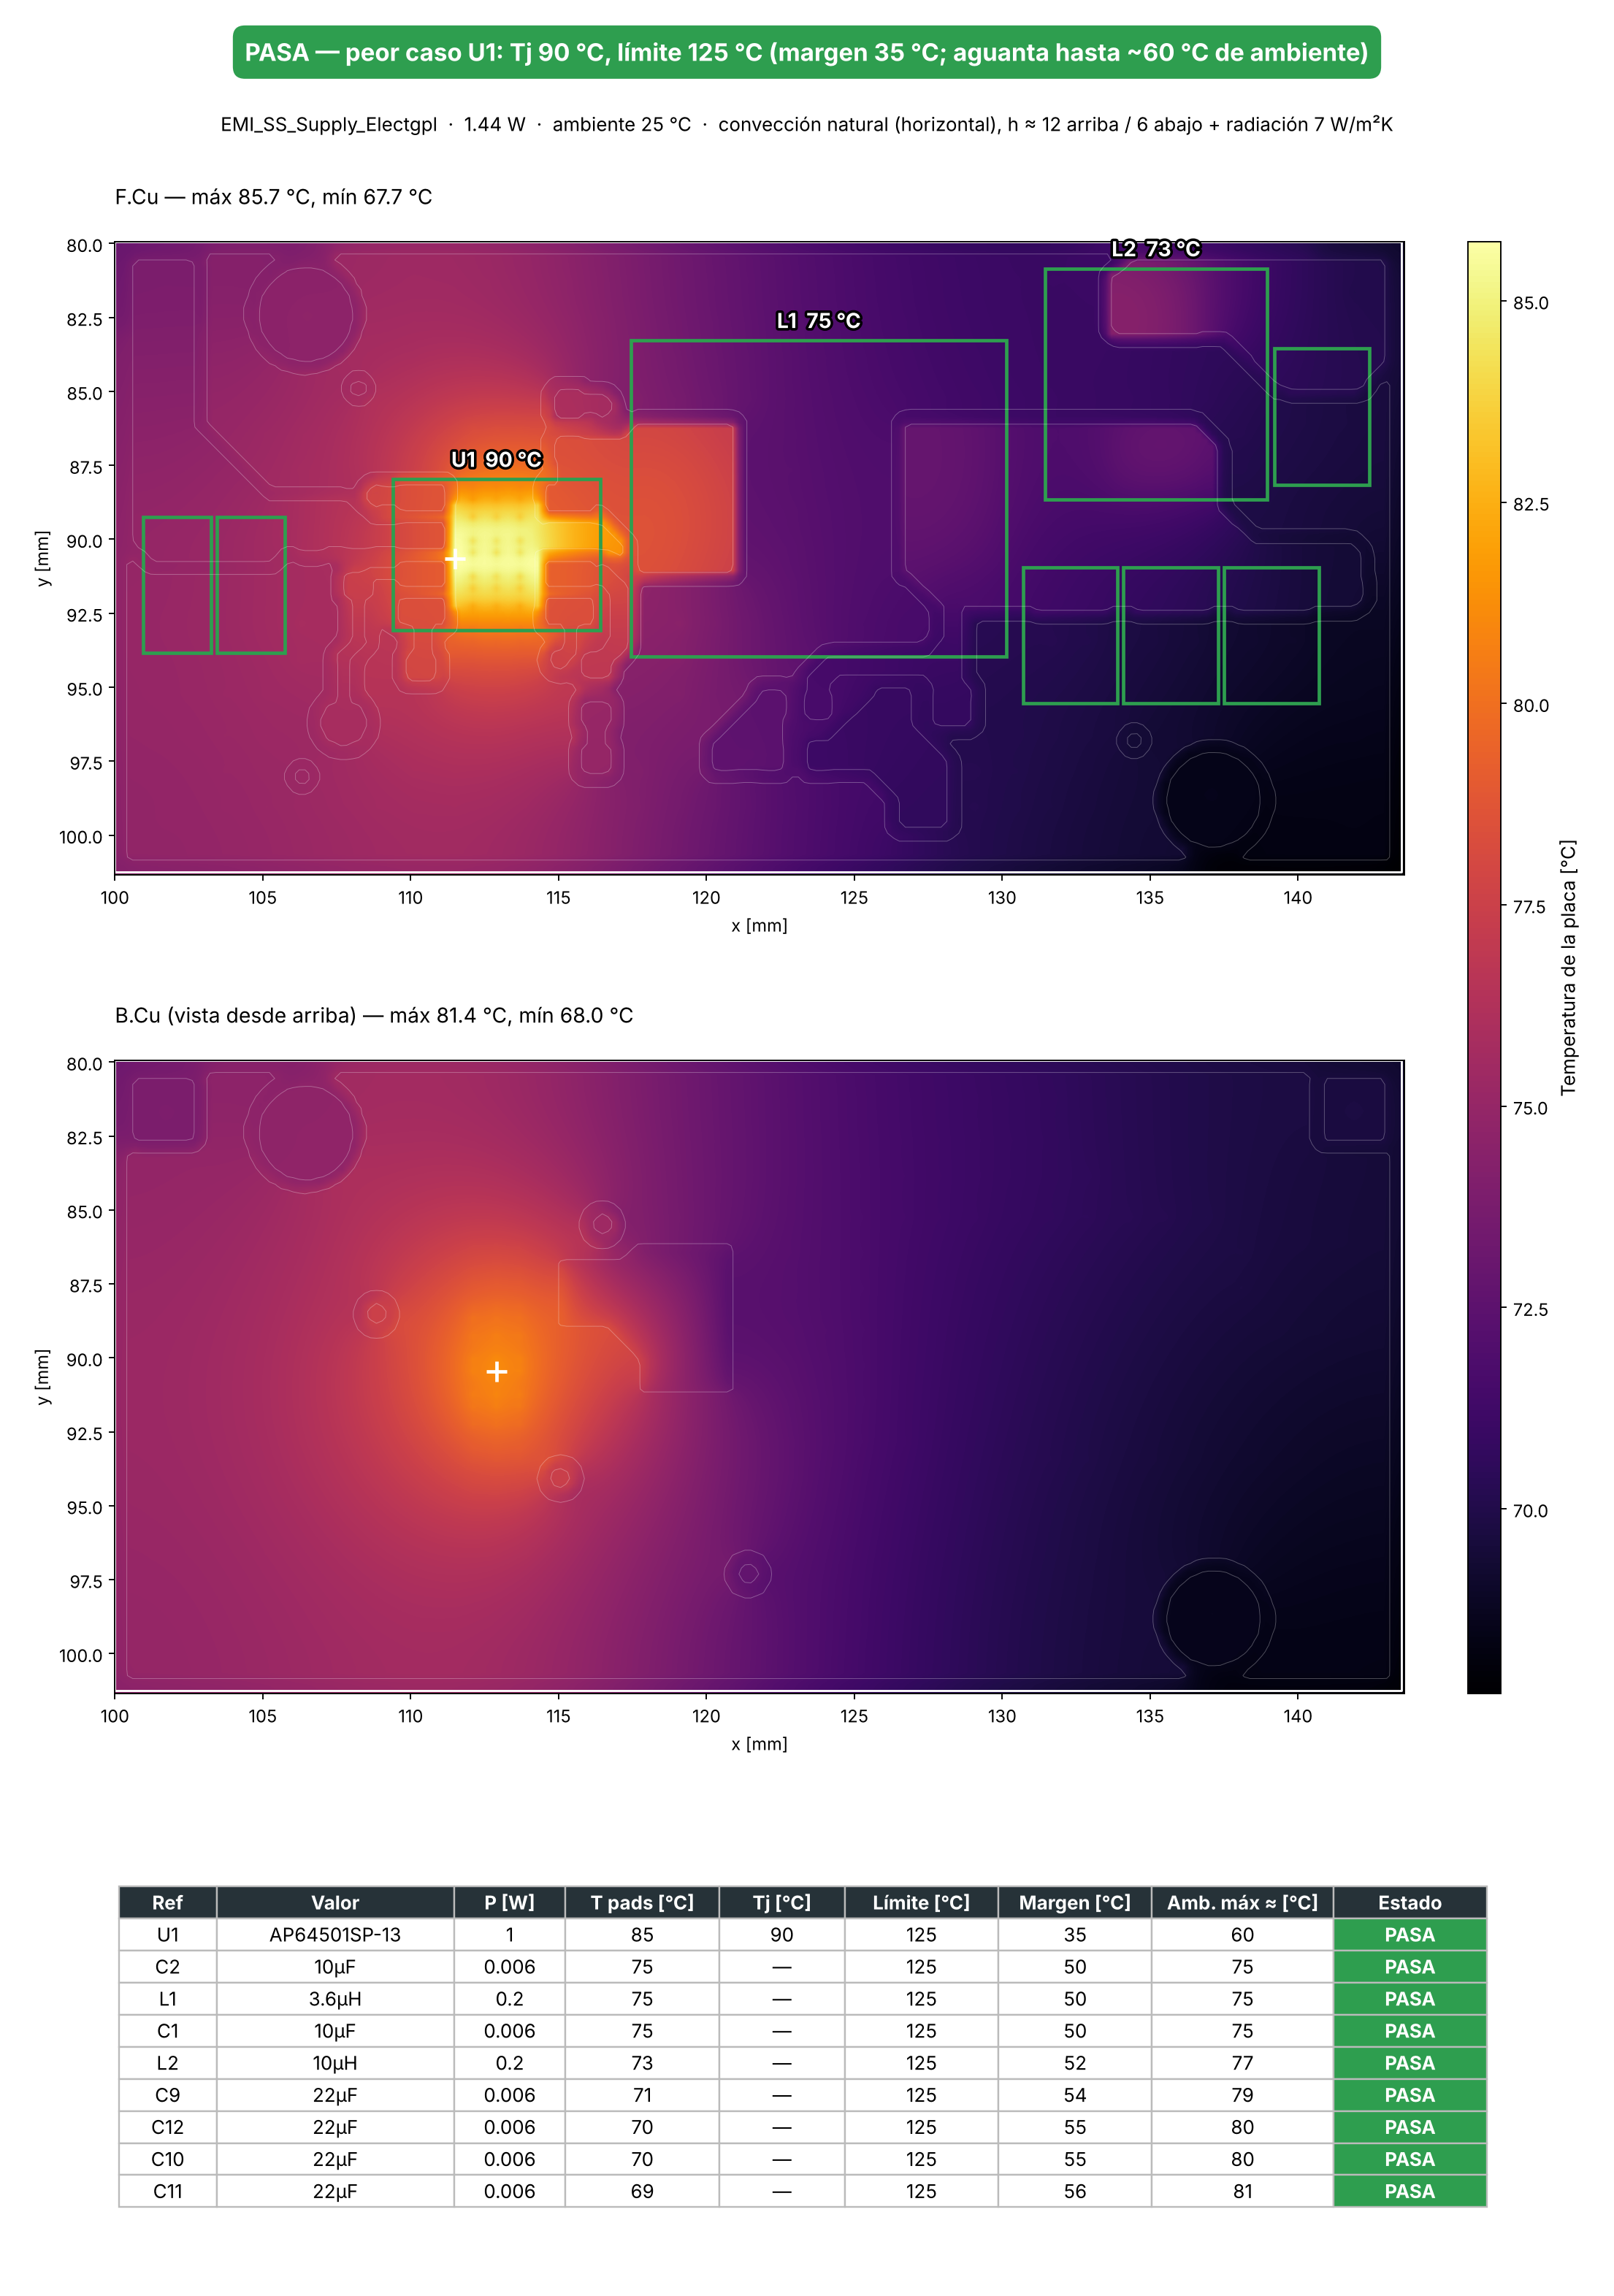 PASA — peor caso U1: Tj 90 °C, límite 125 °C (margen 35 °C; aguanta hasta ~60 °C de ambiente)
EMI_SS_Supply_Electgpl · 1.44 W · ambiente 25 °C · convección natural (horizontal), h ≈ 12 arriba / 6 abajo + radiación 7 W/m²K
F.Cu — máx 85.7 °C, mín 67.7 °C
80.0
82.5
85.0
87.5
90.0
92.5
95.0
97.5
100.0
y [mm]
L2 73 °C
L1 75 °C
U1 90 °C
100 105 110 115 120 125 130 135 140
x [mm]
85.0
82.5
80.0
77.5
75.0
72.5
70.0
Temperatura de la placa [°C]
B.Cu (vista desde arriba) — máx 81.4 °C, mín 68.0 °C
80.0
82.5
85.0
87.5
90.0
92.5
95.0
97.5
100.0
y [mm]
100 105 110 115 120 125 130 135 140
x [mm]
Ref Valor P [W] T pads [°C] Tj [°C] Límite [°C] Margen [°C] Amb. máx ≈ [°C] Estado
U1 AP64501SP-13 1 85 90 125 35 60 PASA
C2 10µF 0.006 75 — 125 50 75 PASA
L1 3.6µH 0.2 75 — 125 50 75 PASA
C1 10µF 0.006 75 — 125 50 75 PASA
L2 10µH 0.2 73 — 125 52 77 PASA
C9 22µF 0.006 71 — 125 54 79 PASA
C12 22µF 0.006 70 — 125 55 80 PASA
C10 22µF 0.006 70 — 125 55 80 PASA
C11 22µF 0.006 69 — 125 56 81 PASA